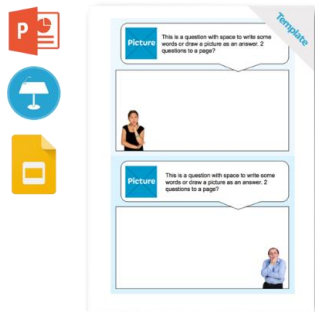 P
Template
Picture
This is a question with space to write some
words or draw a picture as an answer. 2
questions to a page?
Picture
This is a question with space to write some
words or draw a picture as an answer. 2
questions to a page?